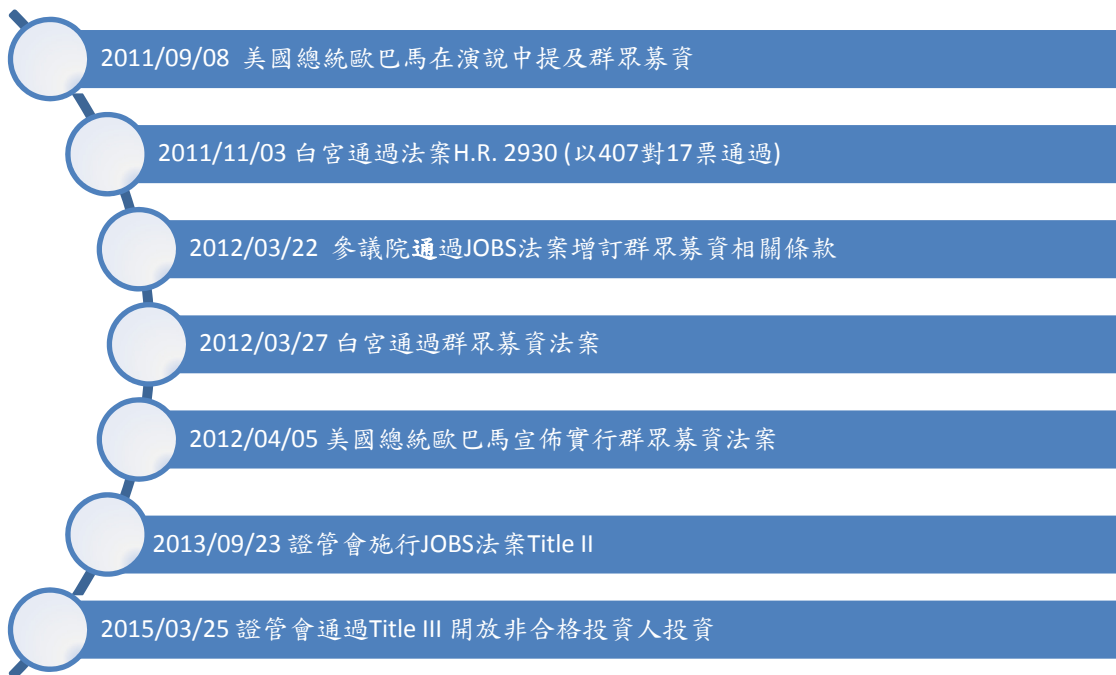 2011/09/08 美國總統歐巴馬在演說中提及群眾募資
2011/11/03 白宮通過法案H.R. 2930 (以407對17票通過)
2012/03/22 參議院通過JOBS法案增訂群眾募資相關條款
2012/03/27 白宮通過群眾募資法案
2012/04/05 美國總統歐巴馬宣佈實行群眾募資法案
2013/09/23 證管會施行JOBS法案Title II
2015/03/25 證管會通過Title III 開放非合格投資人投資